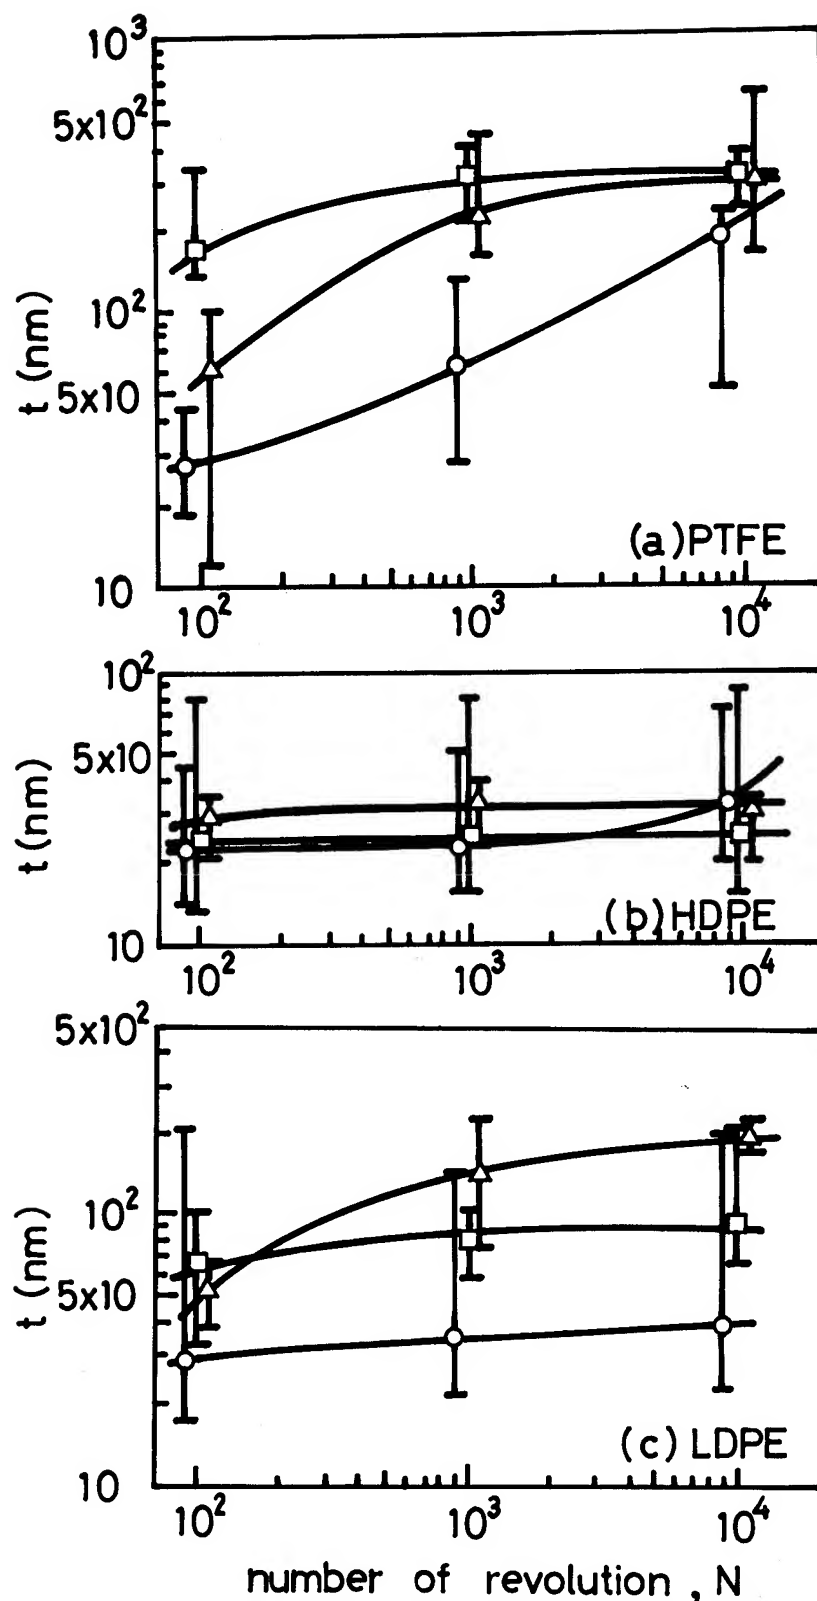 10³
5x10²
10²
5x10
10
t (nm)
(a)PTFE
10² 10³ 10⁴
10²
5x10
10
t(nm)
(b)HDPE
10² 10³ 10⁴
5x10²
10²
5x10
10
t (nm)
(c) LDPE
10² 10³ 10⁴
number of revolution , N